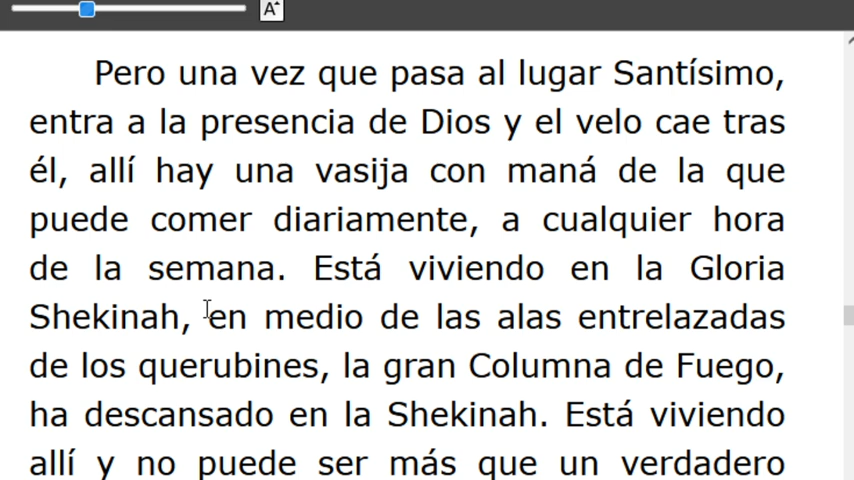 A
Pero una vez que pasa al lugar Santísimo,
entra a la presencia de Dios y el velo cae tras
él, allí hay una vasija con maná de la que
puede comer diariamente, a cualquier hora
de la semana. Está viviendo en la Gloria
Shekinah, en medio de las alas entrelazadas
de los querubines, la gran Columna de Fuego,
ha descansado en la Shekinah. Está viviendo
allí y no puede ser más que un verdadero